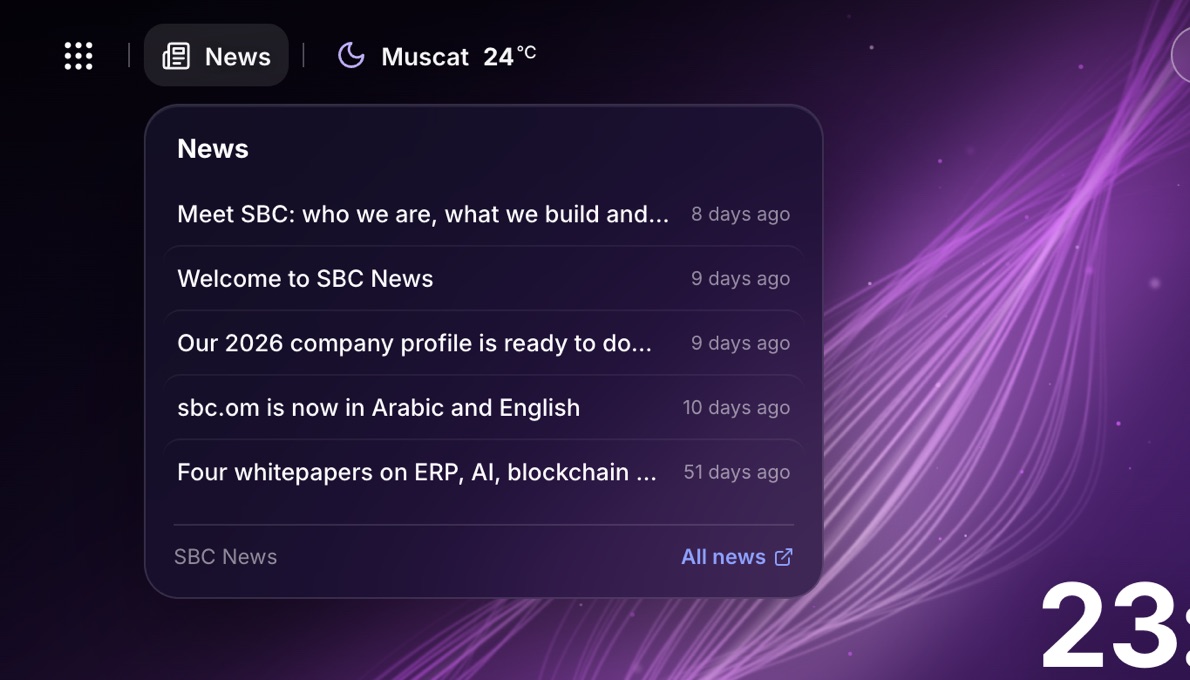 News
Muscat 24°C
News
Meet SBC: who we are, what we build and... 8 days ago
Welcome to SBC News 9 days ago
Our 2026 company profile is ready to do... 9 days ago
sbc.om is now in Arabic and English 10 days ago
Four whitepapers on ERP, AI, blockchain ... 51 days ago
SBC News All news
23: